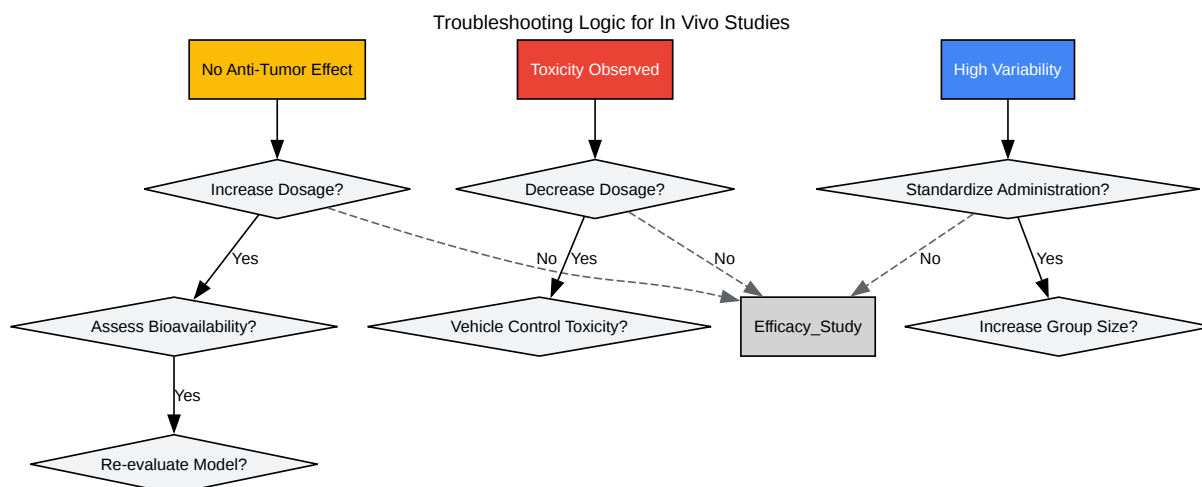 Troubleshooting Logic for In Vivo Studies
No Anti-Tumor Effect
Toxicity Observed
High Variability
Increase Dosage?
Decrease Dosage?
Standardize Administration?
Yes
No
Yes
No
No
Yes
Assess Bioavailability?
Vehicle Control Toxicity?
Efficacy_Study
Increase Group Size?
Yes
Re-evaluate Model?